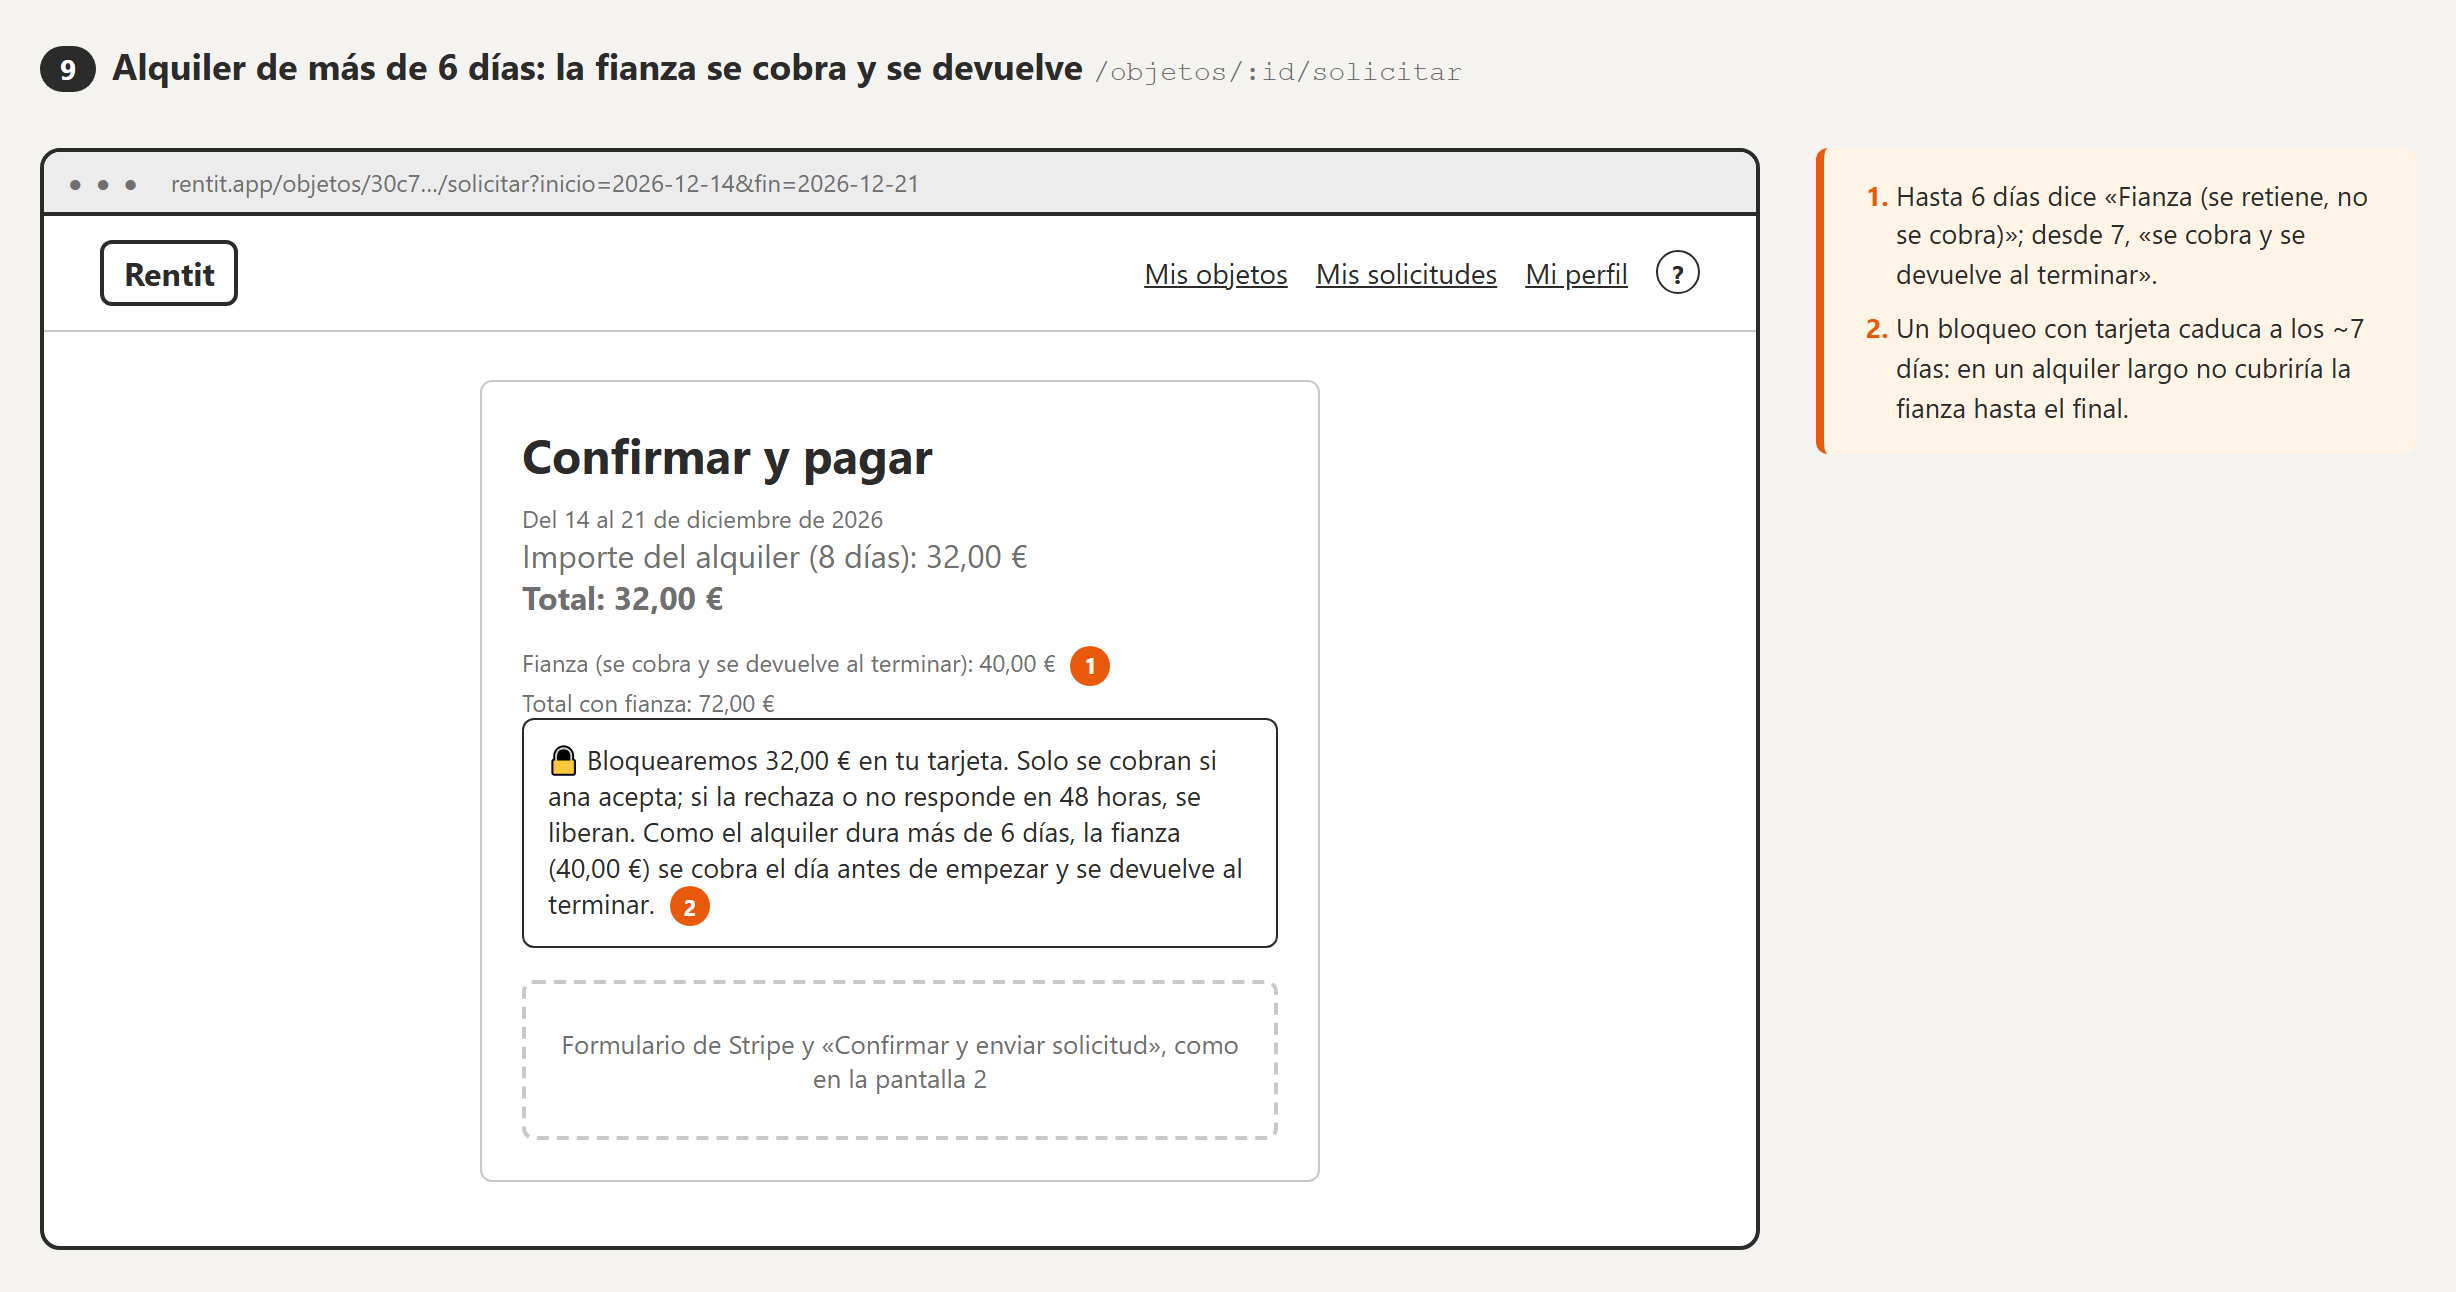 9 Alquiler de más de 6 días: la fianza se cobra y se devuelve /objetos/:id/solicitar
rentit.app/objetos/30c7.../solicitar?inicio=2026-12-14&fin=2026-12-21
Rentit
Mis objetos Mis solicitudes Mi perfil ?
Confirmar y pagar
Del 14 al 21 de diciembre de 2026
Importe del alquiler (8 días): 32,00 €
Total: 32,00 €
Fianza (se cobra y se devuelve al terminar): 40,00 € 1
Total con fianza: 72,00 €
🔒 Bloquearemos 32,00 € en tu tarjeta. Solo se cobran si
ana acepta; si la rechaza o no responde en 48 horas, se
liberan. Como el alquiler dura más de 6 días, la fianza
(40,00 €) se cobra el día antes de empezar y se devuelve al
terminar. 2
Formulario de Stripe y «Confirmar y enviar solicitud», como
en la pantalla 2
1. Hasta 6 días dice «Fianza (se retiene, no
se cobra)»; desde 7, «se cobra y se
devuelve al terminar».
2. Un bloqueo con tarjeta caduca a los ~7
días: en un alquiler largo no cubriría la
fianza hasta el final.